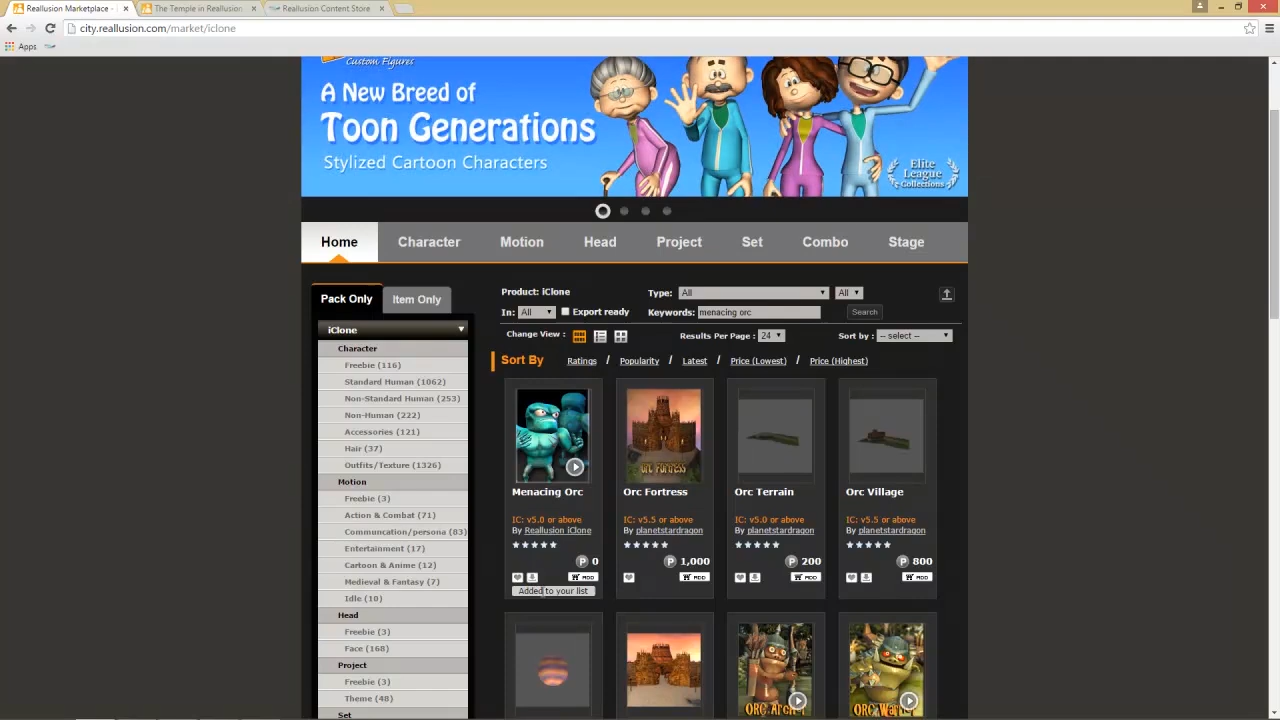 Reallusion Marketplace -
The Temple in Reallusion
Reallusion Content Store
city.reallusion.com/market/iclone
Apps
Custom Figures
A New Breed of
Toon Generations
Stylized Cartoon Characters
Elite
League
Collections
Home
Character
Motion
Head
Project
Set
Combo
Stage
Pack Only
Item Only
Product: iClone
Type: All
All
In: All
Export ready
Keywords: menacing orc
Search
Change View :
Results Per Page : 24
Sort by : -- select --
Sort By
Ratings / Popularity / Latest / Price (Lowest) / Price (Highest)
iClone
Character
Freebie (116)
Standard Human (1062)
Non-Standard Human (253)
Non-Human (222)
Accessories (121)
Hair (37)
Outfits/Texture (1326)
Motion
Freebie (3)
Action & Combat (71)
Communcation/persona (83)
Entertainment (17)
Cartoon & Anime (12)
Medieval & Fantasy (7)
Idle (10)
Head
Freebie (3)
Face (168)
Project
Freebie (3)
Theme (48)
Set
Menacing Orc
IC: v5.0 or above
By Reallusion iClone
P 0
ADD
Added to your list
ORC FORTRESS
Orc Fortress
IC: v5.5 or above
By planetstardragon
P 1,000
ADD
Orc Terrain
IC: v5.0 or above
By planetstardragon
P 200
ADD
Orc Village
IC: v5.5 or above
By planetstardragon
P 800
ADD